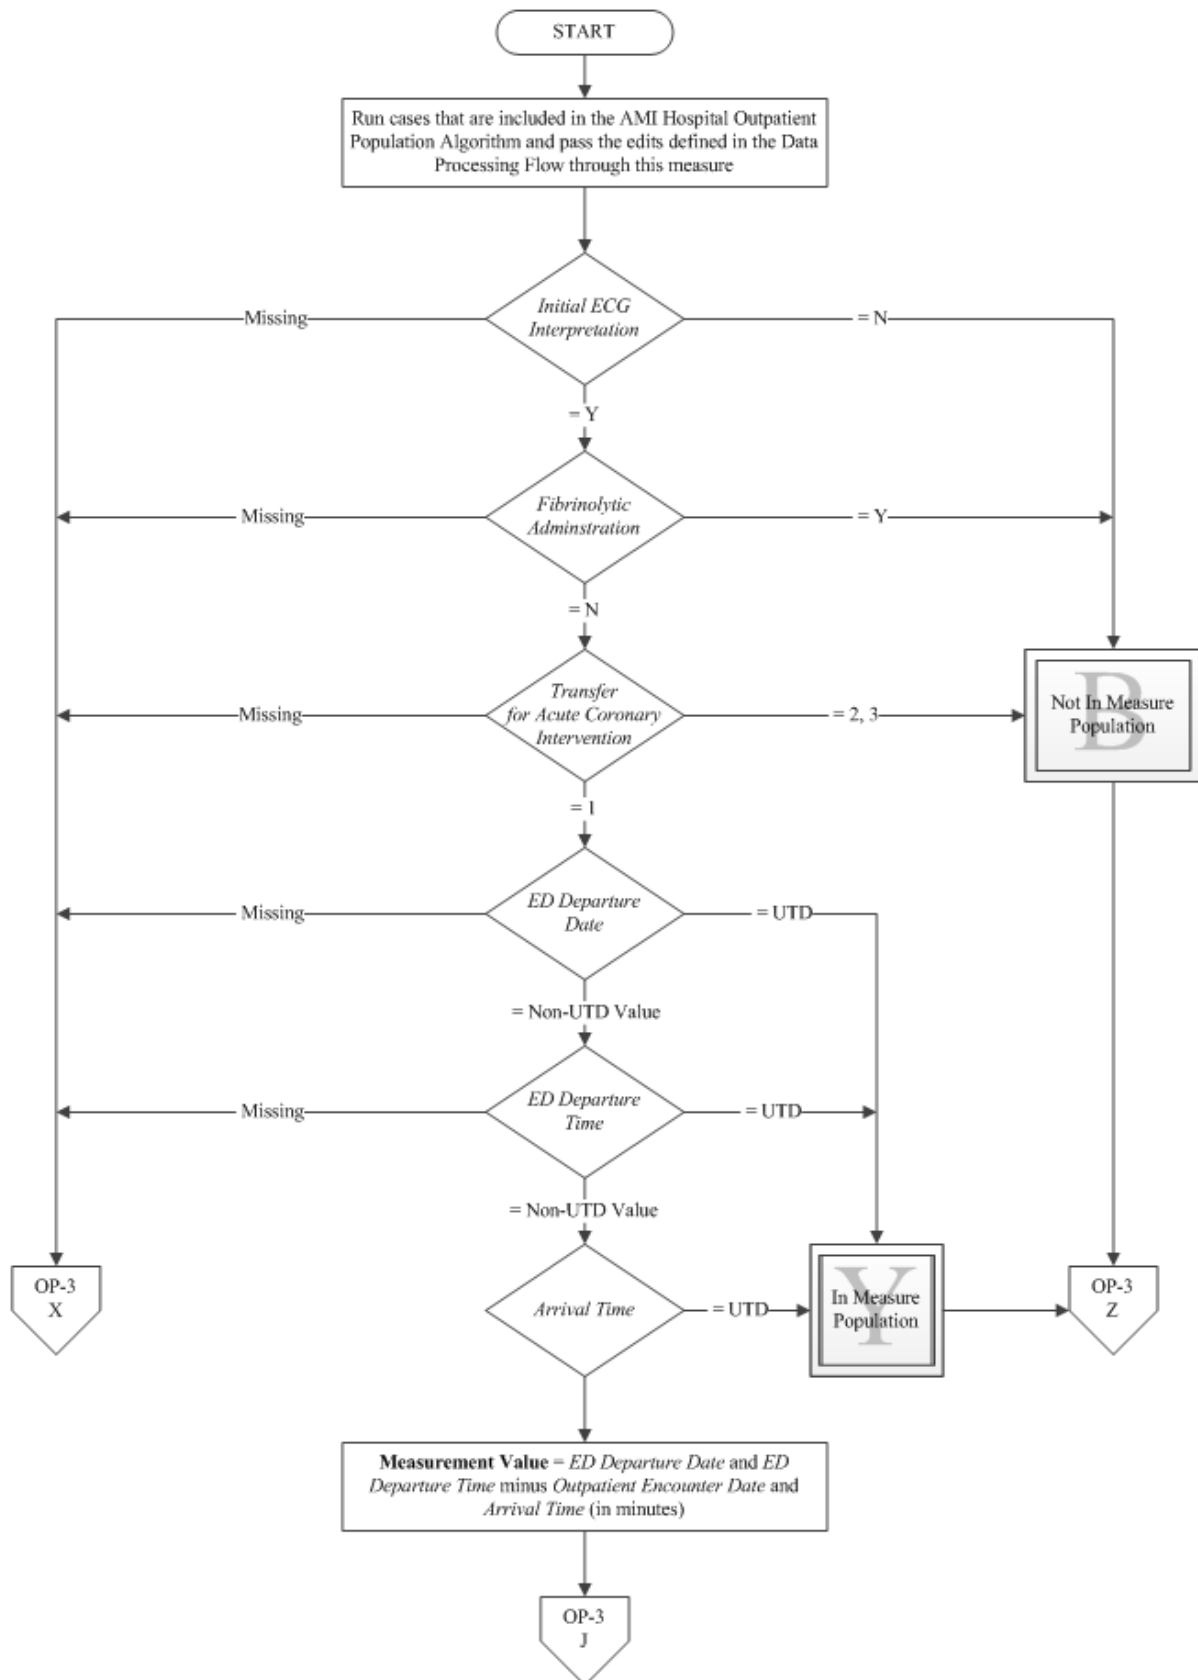 START
Run cases that are included in the AMI Hospital Outpatient
Population Algorithm and pass the edits defined in the Data
Processing Flow through this measure
Initial ECG
Interpretation
Missing
= N
= Y
Fibrinolytic
Adminstration
Missing
= Y
= N
Transfer
for Acute Coronary
Intervention
Missing
= 2, 3
B
Not In Measure
Population
= 1
ED Departure
Date
Missing
= UTD
= Non-UTD Value
ED Departure
Time
Missing
= UTD
= Non-UTD Value
OP-3
X
Arrival Time
= UTD
Y
In Measure
Population
OP-3
Z
Measurement Value = ED Departure Date and ED
Departure Time minus Outpatient Encounter Date and
Arrival Time (in minutes)
OP-3
J